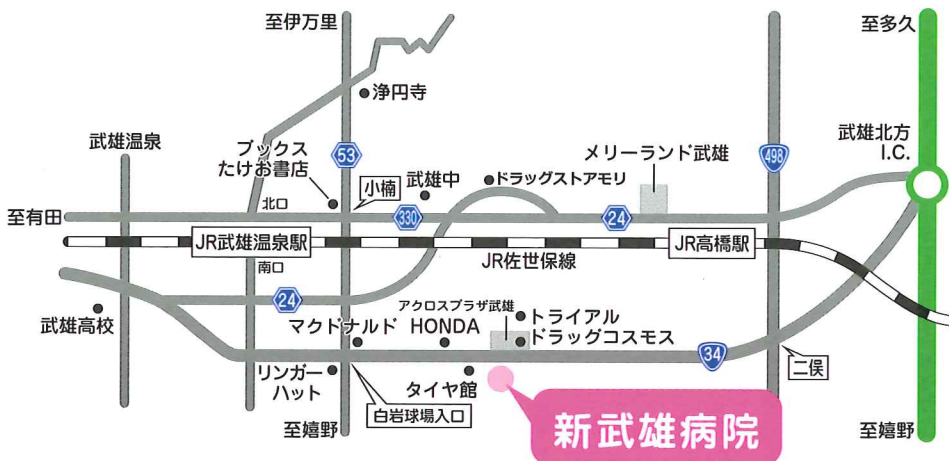 至伊万里
至多久
浄円寺
武雄温泉
ブックス
たけお書店
53
小楠
武雄中
ドラッグストアモリ
メリーランド武雄
498
武雄北方
I.C.
至有田
北口
330
24
JR武雄温泉駅
JR佐世保線
JR高橋駅
南口
24
武雄高校
アクロスプラザ武雄
マクドナルド
HONDA
トライアル
ドラッグコスモス
34
二俣
リンガー
ハット
白岩球場入口
タイヤ館
至嬉野
新武雄病院
至嬉野